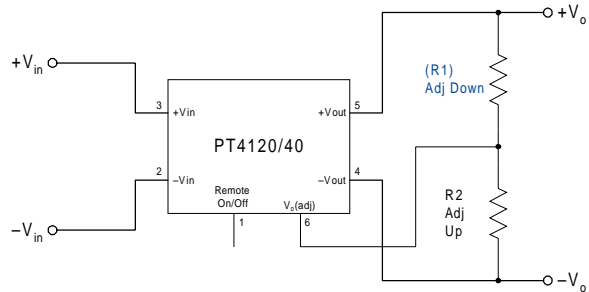 +Vo
+Vin
(R1)
Adj Down
3
+Vin
+Vout
5
PT4120/40
2
–Vin
–Vout
4
Remote
On/Off
Vo(adj)
1
6
R2
Adj
Up
–Vin
–Vo